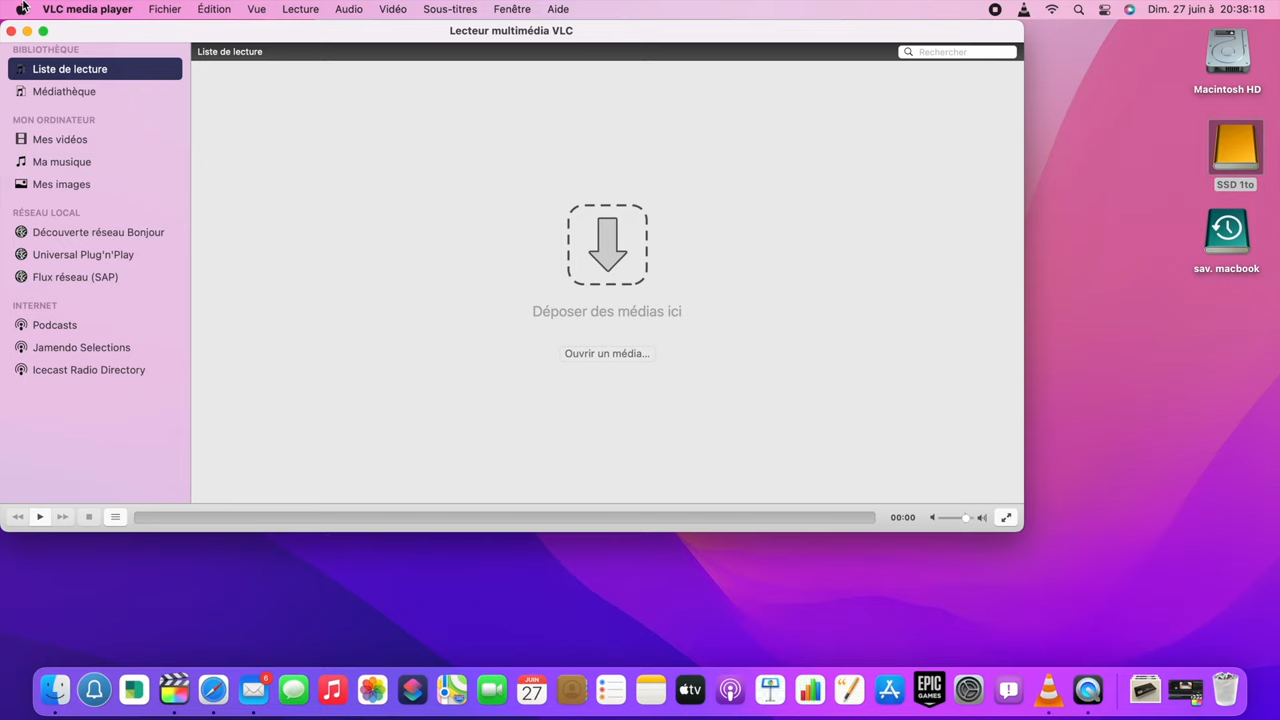 VLC media player Fichier Édition Vue Lecture Audio Vidéo Sous-titres Fenêtre Aide Dim. 27 juin à 20:38:18
Lecteur multimédia VLC
BIBLIOTHÈQUE
Liste de lecture
Médiathèque
MON ORDINATEUR
Mes vidéos
Ma musique
Mes images
RÉSEAU LOCAL
Découverte réseau Bonjour
Universal Plug'n'Play
Flux réseau (SAP)
INTERNET
Podcasts
Jamendo Selections
Icecast Radio Directory
Liste de lecture
Rechercher
Déposer des médias ici
Ouvrir un média...
00:00
Macintosh HD
SSD 1to
sav. macbook
6
JUIN
27
tv
EPIC
GAMES